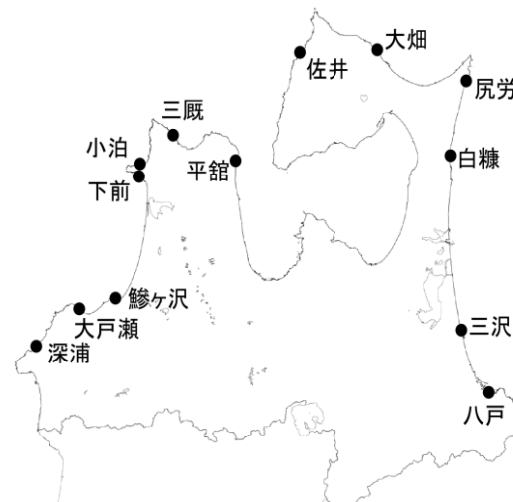 大畑
佐井
尻労
三厩
小泊
平舘
白糠
下前
鰺ヶ沢
大戸瀬
三沢
深浦
八戸